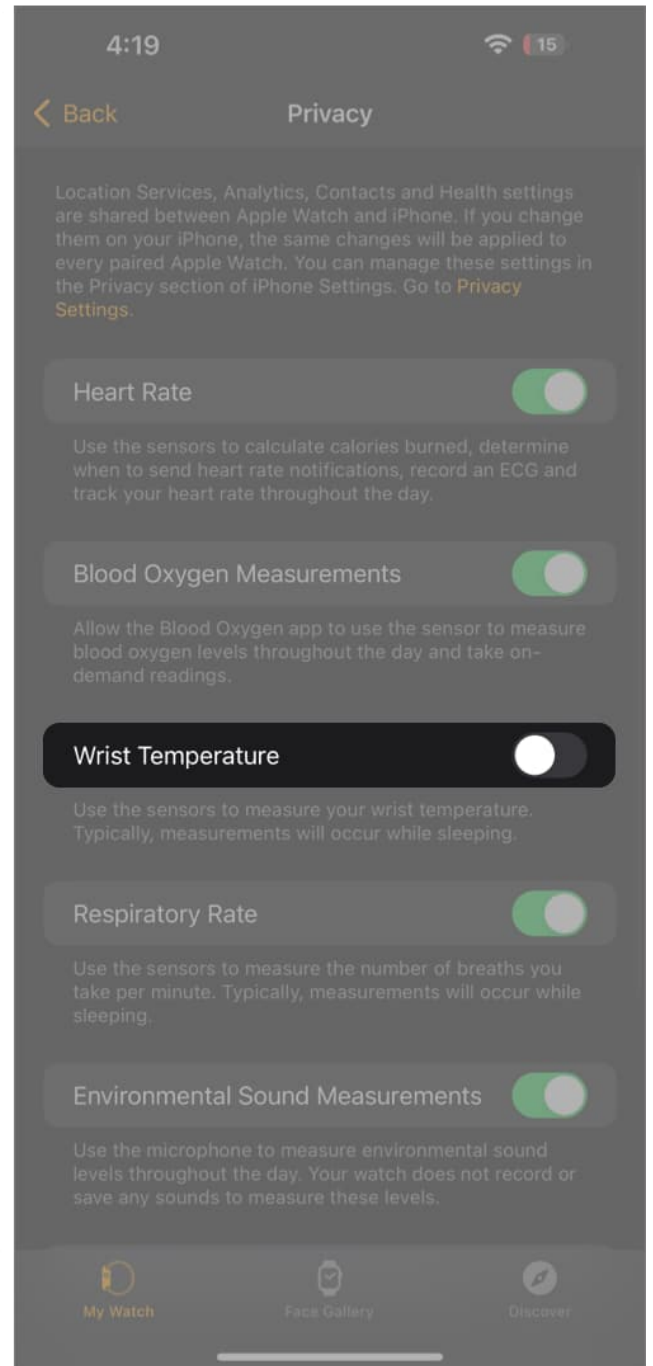 4:19
15
Back
Privacy
Location Services, Analytics, Contacts and Health settings
are shared between Apple Watch and iPhone. If you change
them on your iPhone, the same changes will be applied to
every paired Apple Watch. You can manage these settings in
the Privacy section of iPhone Settings. Go to Privacy
Settings.
Heart Rate
Use the sensors to calculate calories burned, determine
when to send heart rate notifications, record an ECG and
track your heart rate throughout the day.
Blood Oxygen Measurements
Allow the Blood Oxygen app to use the sensor to measure
blood oxygen levels throughout the day and take on-
demand readings.
Wrist Temperature
Use the sensors to measure your wrist temperature.
Typically, measurements will occur while sleeping.
Respiratory Rate
Use the sensors to measure the number of breaths you
take per minute. Typically, measurements will occur while
sleeping.
Environmental Sound Measurements
Use the microphone to measure environmental sound
levels throughout the day. Your watch does not record or
save any sounds to measure these levels.
My Watch
Face Gallery
Discover